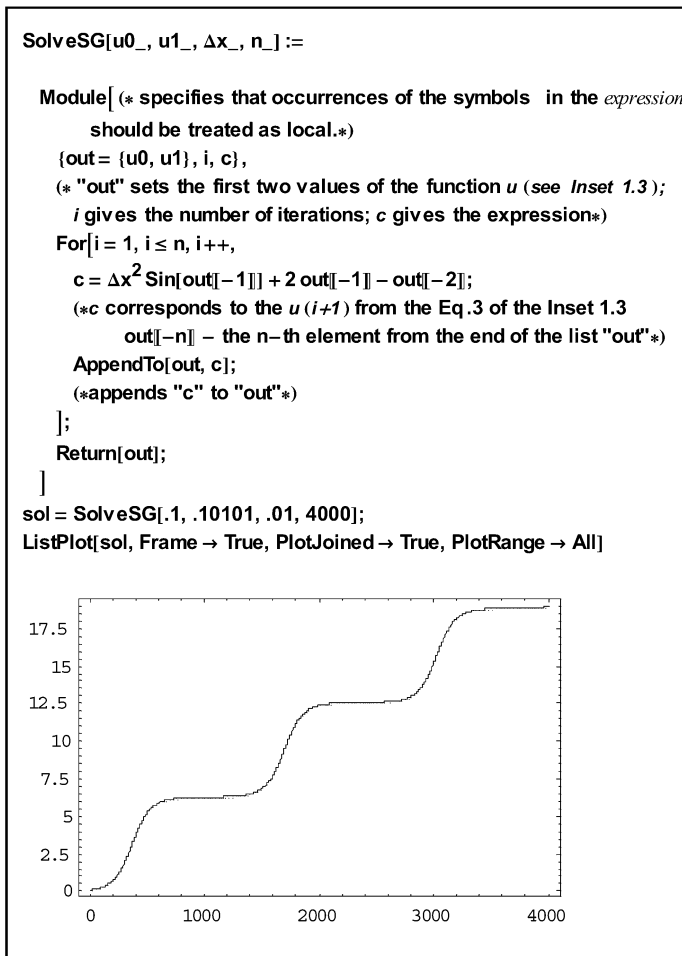 SolveSG[u0_, u1_, Δx_, n_] :=
Module[ (* specifies that occurrences of the symbols in the expression
should be treated as local.*)
{out = {u0, u1}, i, c},
(* "out" sets the first two values of the function u (see Inset 1.3 );
i gives the number of iterations; c gives the expression*)
For[i = 1, i ≤ n, i++,
c = Δx² Sin[out[[-1]]] + 2 out[[-1]] − out[[-2]];
(*c corresponds to the u (i+1) from the Eq.3 of the Inset 1.3
out[[-n]] − the n−th element from the end of the list "out"*)
AppendTo[out, c];
(*appends "c" to "out"*)
];
Return[out];
]
sol = SolveSG[.1, .10101, .01, 4000];
ListPlot[sol, Frame → True, PlotJoined → True, PlotRange → All]
17.5
15
12.5
10
7.5
5
2.5
0
0 1000 2000 3000 4000